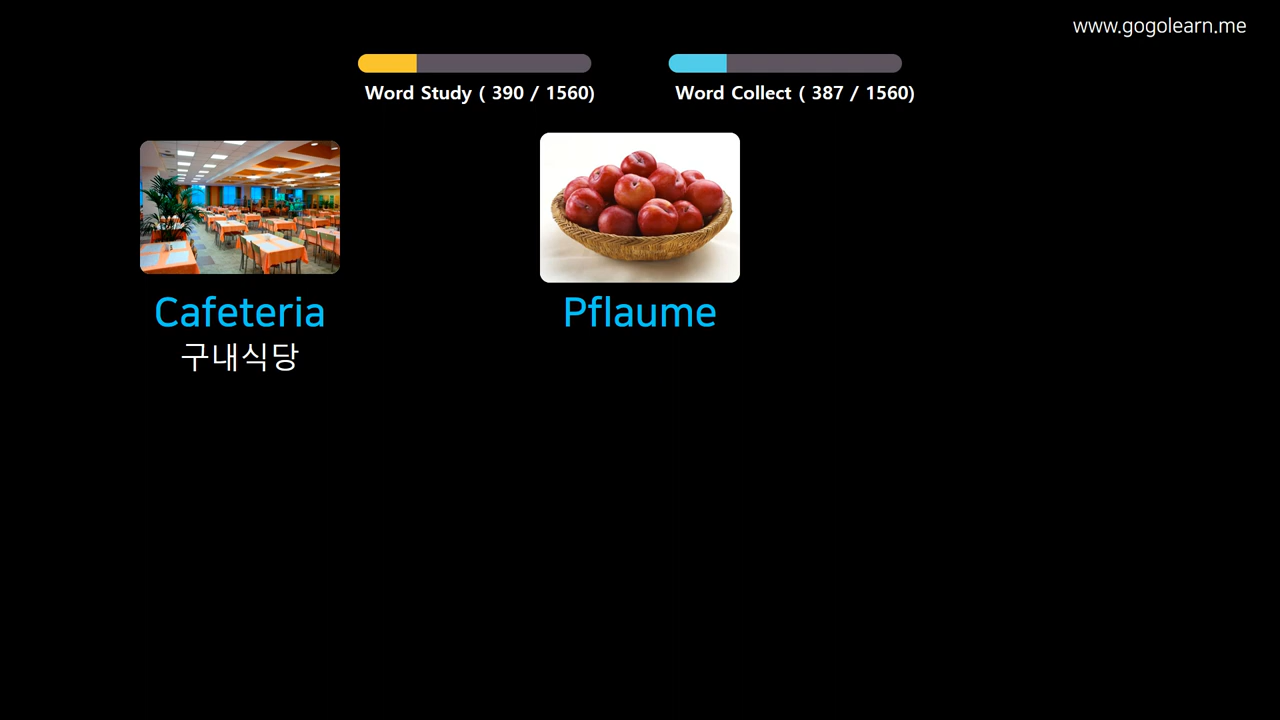 www.gogolearn.me
Word Study ( 390 / 1560)
Word Collect ( 387 / 1560)
Cafeteria
구내식당
Pflaume